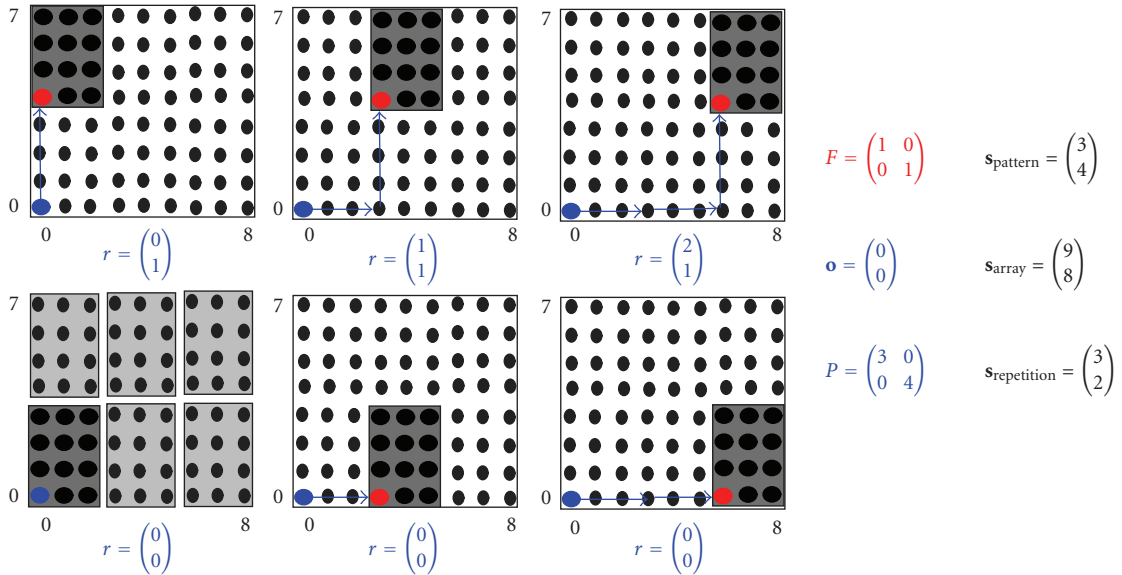 7
0
0 8
r = (0 1)
7
0
0 8
r = (1 1)
7
0
0 8
r = (2 1)
7
0
0 8
r = (0 0)
7
0
0 8
r = (0 0)
7
0
0 8
r = (0 0)
F = (1 0 0 1)
s_pattern = (3 4)
o = (0 0)
s_array = (9 8)
P = (3 0 0 4)
s_repetition = (3 2)